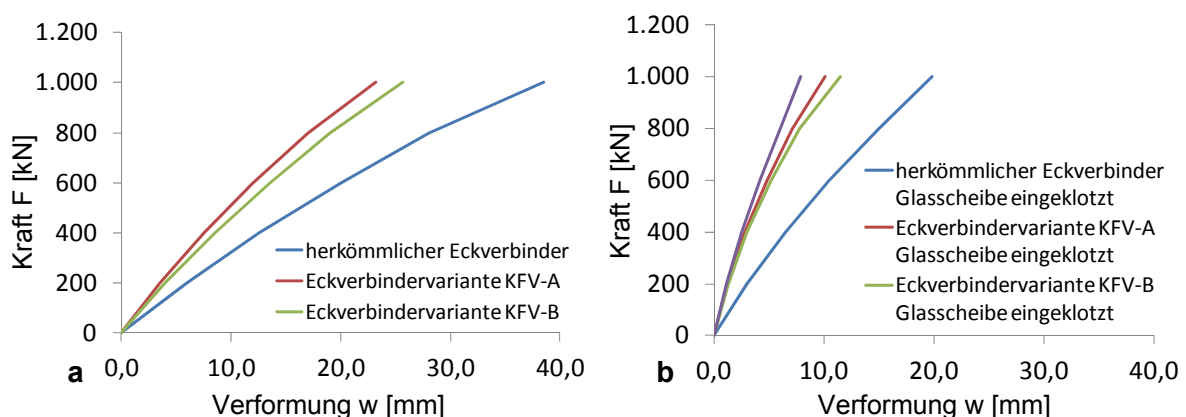 1.200
1.000
800
600
400
200
0
Kraft F [kN]
herkömmlicher Eckverbinder
Eckverbindervariante KFV-A
Eckverbindervariante KFV-B
0,0 10,0 20,0 30,0 40,0
a
Verformung w [mm]
1.200
1.000
800
600
400
200
0
Kraft F [kN]
herkömmlicher Eckverbinder
Glasscheibe eingeklotzt
Eckverbindervariante KFV-A
Glasscheibe eingeklotzt
Eckverbindervariante KFV-B
Glasscheibe eingeklotzt
0,0 10,0 20,0 30,0 40,0
b
Verformung w [mm]